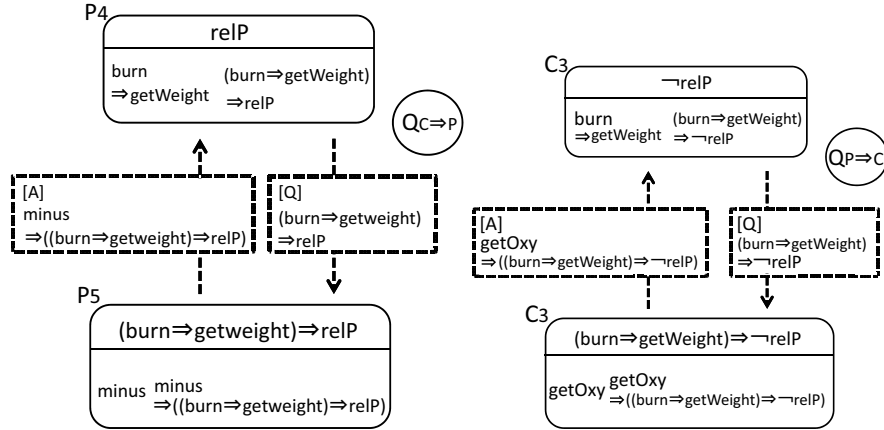 P4
relP
burn
⇒getWeight
(burn⇒getWeight)
⇒relP
QC⇒P
[A]
minus
⇒((burn⇒getweight)⇒relP)
[Q]
(burn⇒getweight)
⇒relP
P5
(burn⇒getweight)⇒relP
minus
minus
⇒((burn⇒getweight)⇒relP)
C3
¬relP
burn
⇒getWeight
(burn⇒getWeight)
⇒¬relP
QP⇒C
[A]
getOxy
⇒((burn⇒getWeight)⇒¬relP)
[Q]
(burn⇒getWeight)
⇒¬relP
C3
(burn⇒getWeight)⇒¬relP
getOxy
getOxy
⇒((burn⇒getWeight)⇒¬relP)